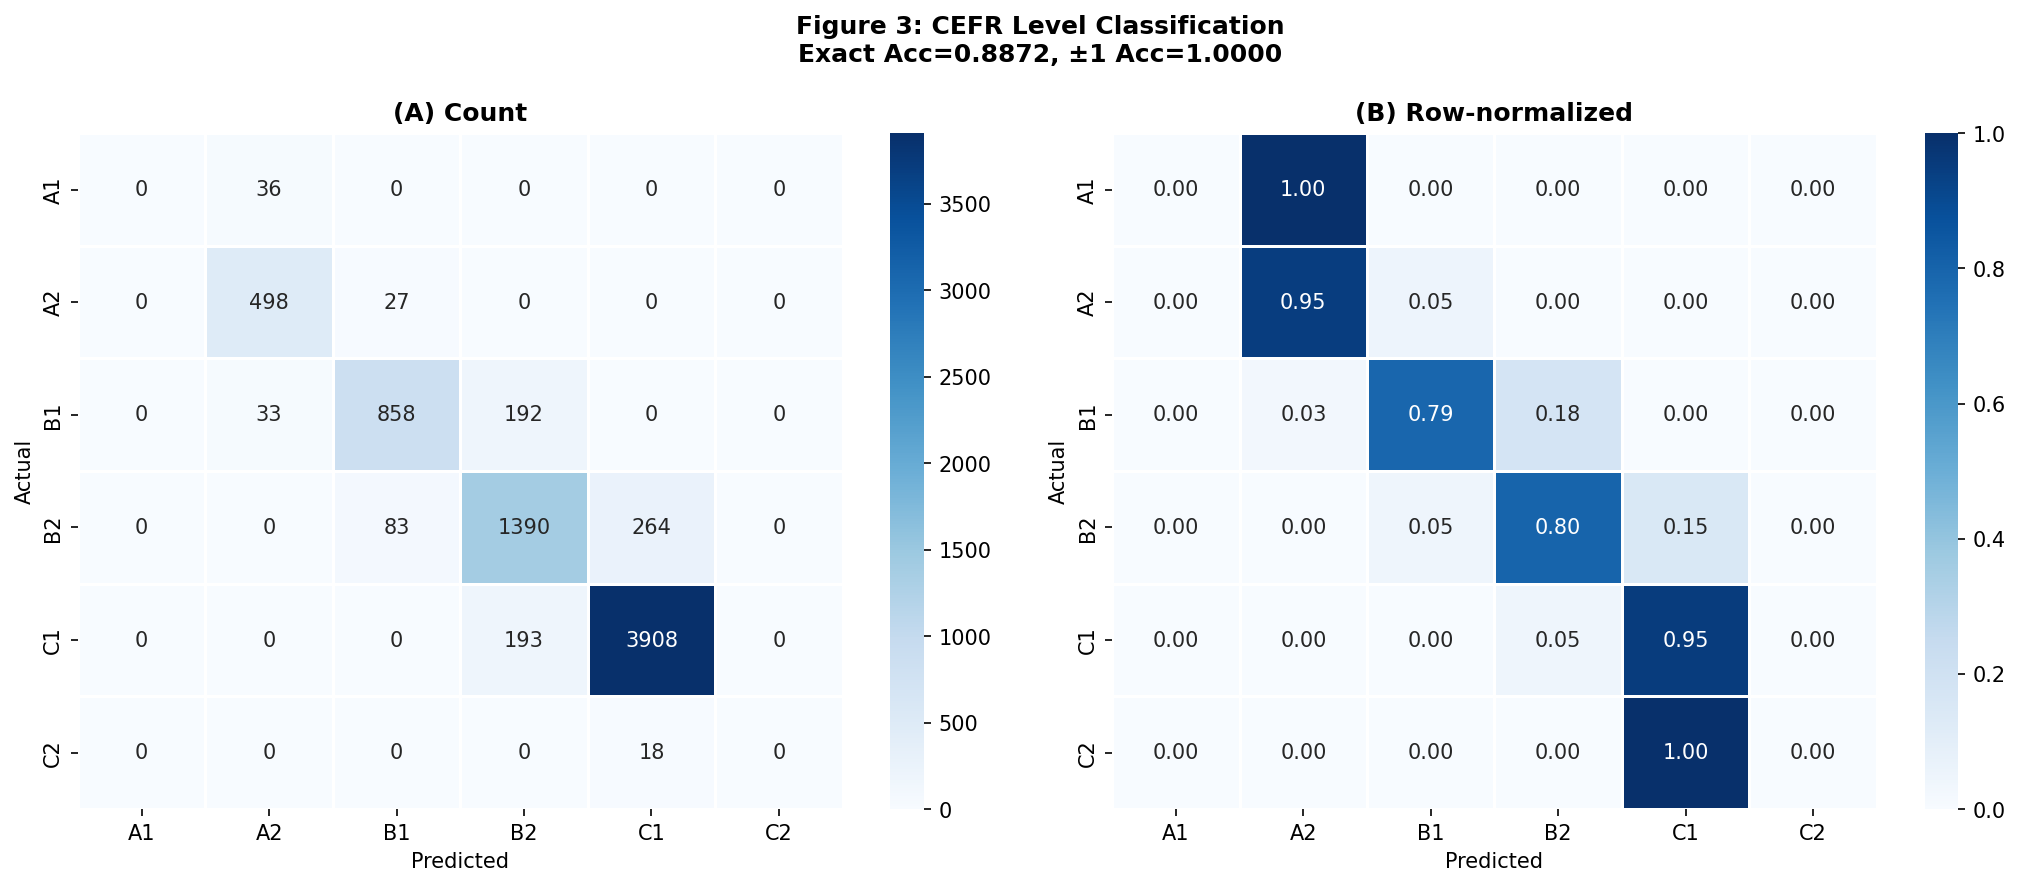 Figure 3: CEFR Level Classification
Exact Acc=0.8872, ±1 Acc=1.0000
(A) Count
A1 0 36 0 0 0 0
A2 0 498 27 0 0 0
B1 0 33 858 192 0 0
B2 0 0 83 1390 264 0
C1 0 0 0 193 3908 0
C2 0 0 0 0 18 0
A1 A2 B1 B2 C1 C2
Predicted
Actual
3500
3000
2500
2000
1500
1000
500
0
(B) Row-normalized
A1 0.00 1.00 0.00 0.00 0.00 0.00
A2 0.00 0.95 0.05 0.00 0.00 0.00
B1 0.00 0.03 0.79 0.18 0.00 0.00
B2 0.00 0.00 0.05 0.80 0.15 0.00
C1 0.00 0.00 0.00 0.05 0.95 0.00
C2 0.00 0.00 0.00 0.00 1.00 0.00
A1 A2 B1 B2 C1 C2
Predicted
Actual
1.0
0.8
0.6
0.4
0.2
0.0